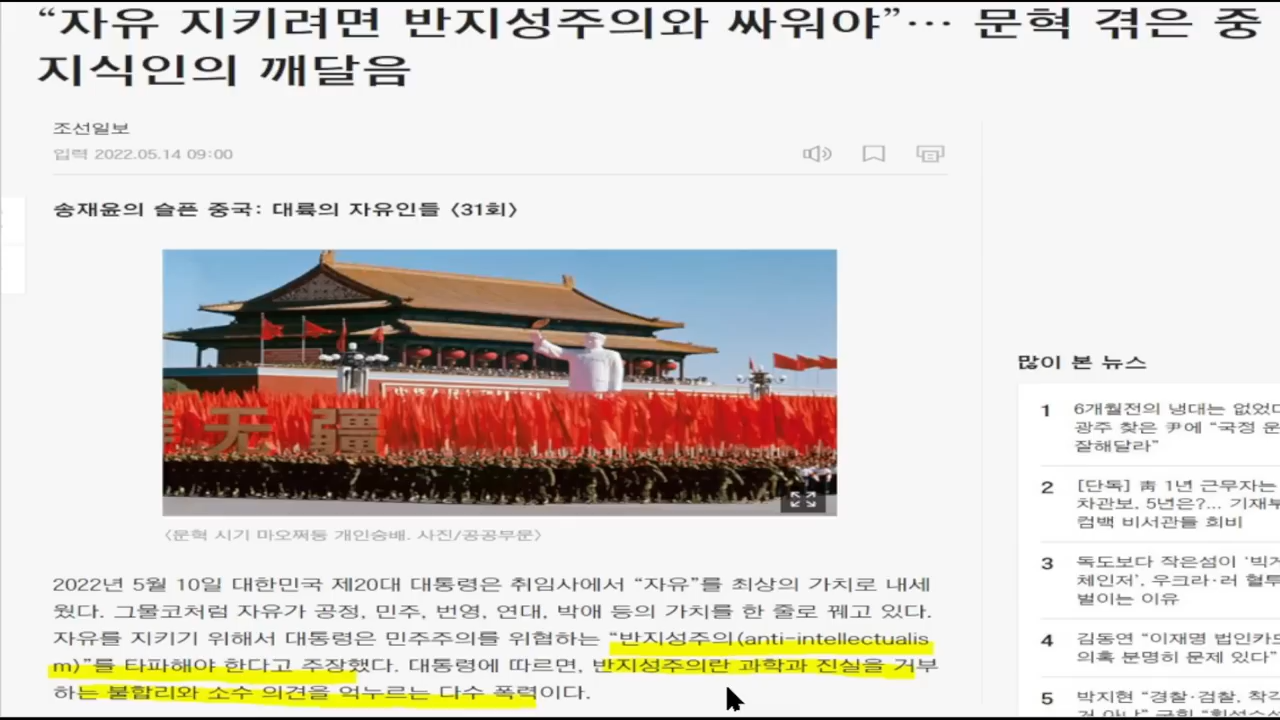 “자유 지키려면 반지성주의와 싸워야”… 문혁 겪은 중
지식인의 깨달음
조선일보
입력 2022.05.14 09:00
송재윤의 슬픈 중국: 대륙의 자유인들 <31회>
无 疆
<문혁 시기 마오쩌둥 개인숭배. 사진/공공부문>
2022년 5월 10일 대한민국 제20대 대통령은 취임사에서 “자유”를 최상의 가치로 내세
웠다. 그물코처럼 자유가 공정, 민주, 번영, 연대, 박애 등의 가치를 한 줄로 꿰고 있다.
자유를 지키기 위해서 대통령은 민주주의를 위협하는 “반지성주의(anti-intellectualis
m)”를 타파해야 한다고 주장했다. 대통령에 따르면, 반지성주의란 과학과 진실을 거부
하는 불합리와 소수 의견을 억누르는 다수 폭력이다.
많이 본 뉴스
1 6개월전의 냉대는 없었다
광주 찾은 尹에 “국정 운
잘해달라”
2 [단독] 靑 1년 근무자는
차관보, 5년은?... 기재부
컴백 비서관들 희비
3 독도보다 작은섬이 ‘빅게
체인저’, 우크라·러 혈투
벌이는 이유
4 김동연 “이재명 법인카드
의혹 분명히 문제 있다”
5 박지현 “경찰·검찰, 착각